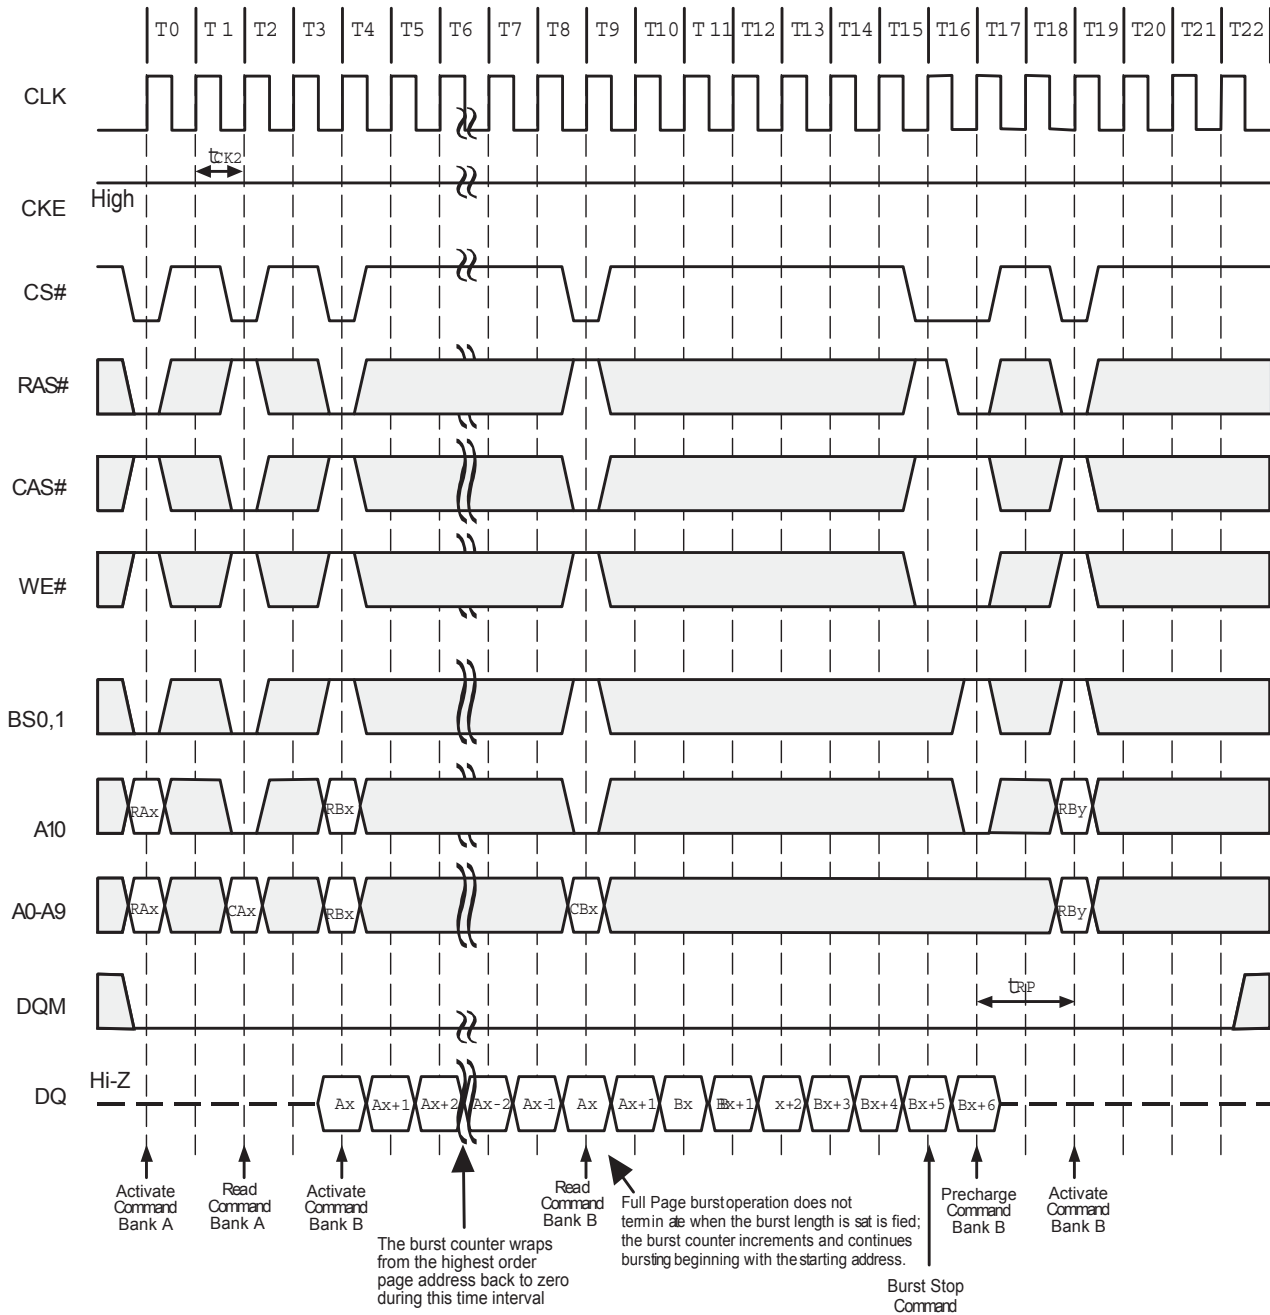 T0 T 1 T2 T3 T4 T5 T6 T7 T8 T9 T10 T 11 T12 T13 T14 T15 T16 T17 T18 T19 T20 T21 T22
CLK
tCK2
CKE High
CS#
RAS#
CAS#
WE#
BS0,1
A10 RAx RBx RBy
A0-A9 RAx CAx RBx CBx RBy
DQM tRP
DQ Hi-Z Ax Ax+1 Ax+2 Ax-2 Ax-1 Ax Ax+1 Bx Bx+1 x+2 Bx+3 Bx+4 Bx+5 Bx+6
Activate
Command
Bank A
Read
Command
Bank A
Activate
Command
Bank B
The burst counter wraps
from the highest order
page address back to zero
during this time interval
Read
Command
Bank B
Full Page burst operation does not
termin ate when the burst length is sat is fied;
the burst counter increments and continues
bursting beginning with the starting address.
Burst Stop
Command
Precharge
Command
Bank B
Activate
Command
Bank B